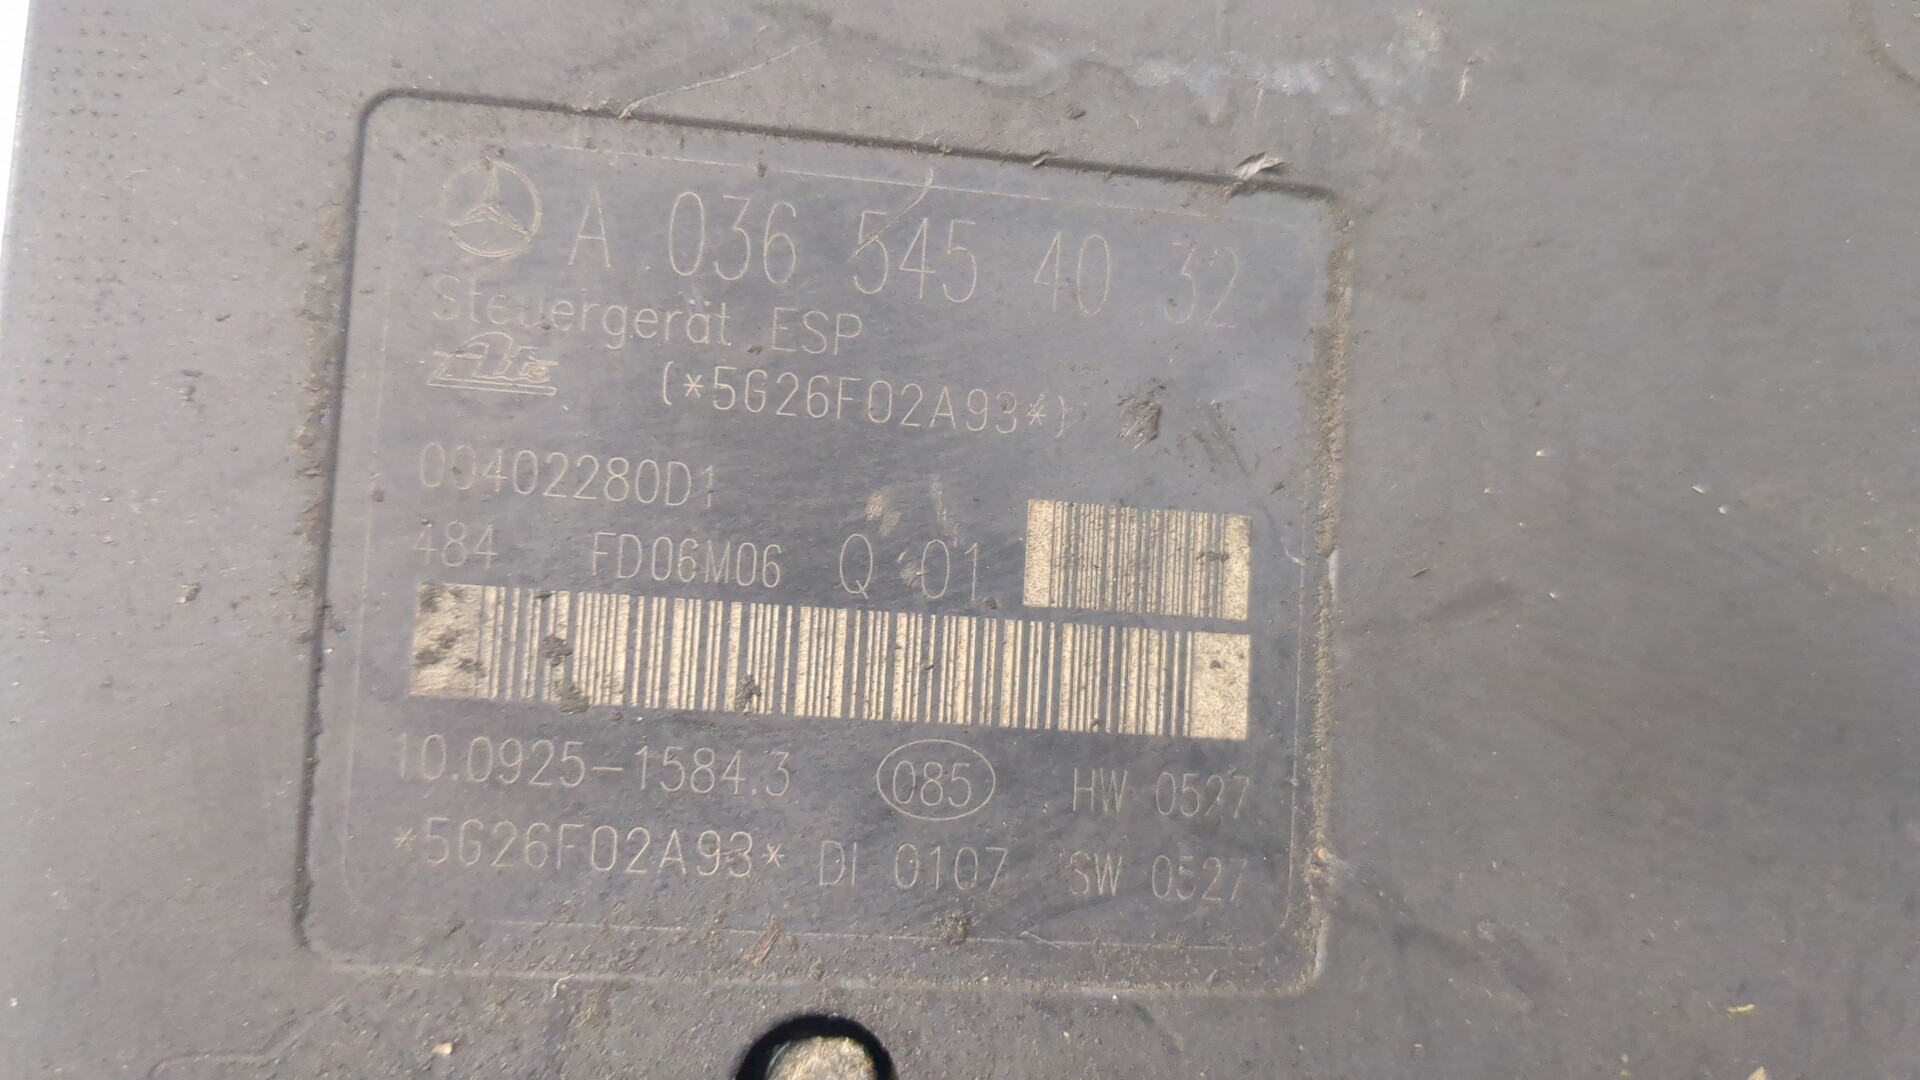 A 036 545 40 32
Steuergerät ESP
Ate (*5G26F02A93*)
00402280D1
484 FD06M06 Q 01
10.0925-1584.3 085 HW 0527
*5G26F02A93* DI 0107 SW 0527